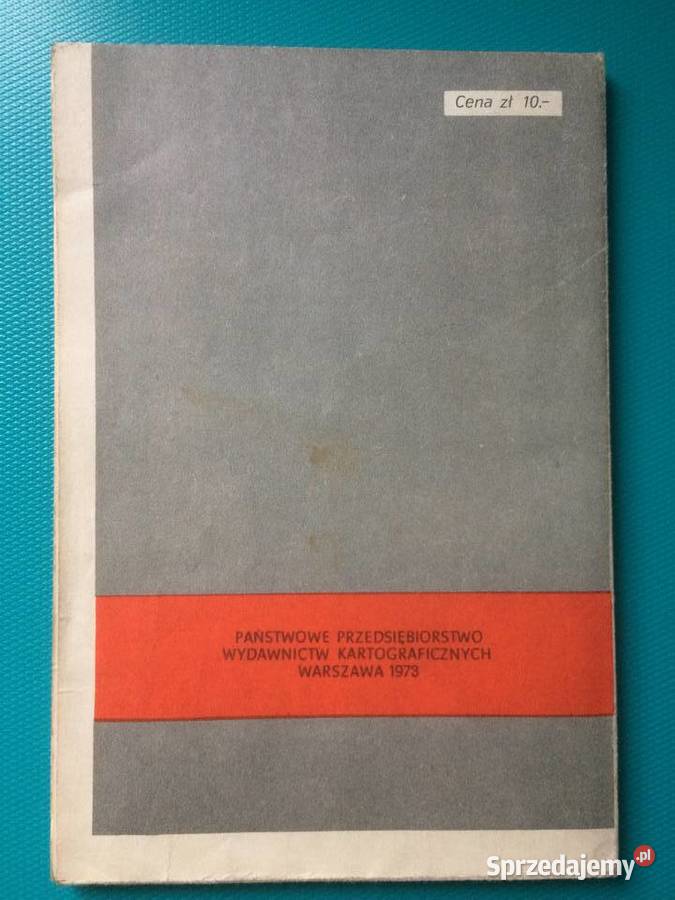 Cena zł 10.-
PAŃSTWOWE PRZEDSIĘBIORSTWO
WYDAWNICTW KARTOGRAFICZNYCH
WARSZAWA 1973
Sprzedajemy.pl